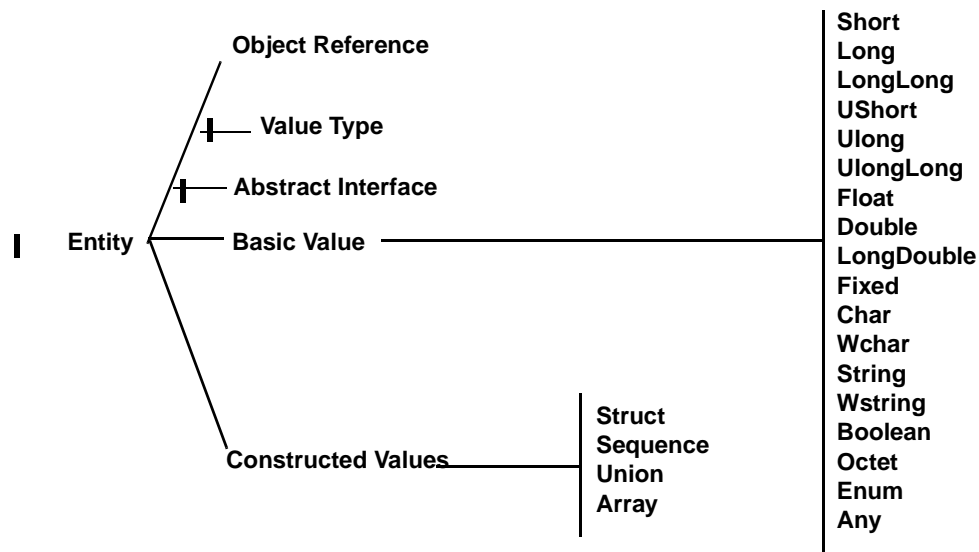 Object Reference
Value Type
Abstract Interface
Entity
Basic Value
Constructed Values
Struct
Sequence
Union
Array
Short
Long
LongLong
UShort
Ulong
UlongLong
Float
Double
LongDouble
Fixed
Char
Wchar
String
Wstring
Boolean
Octet
Enum
Any